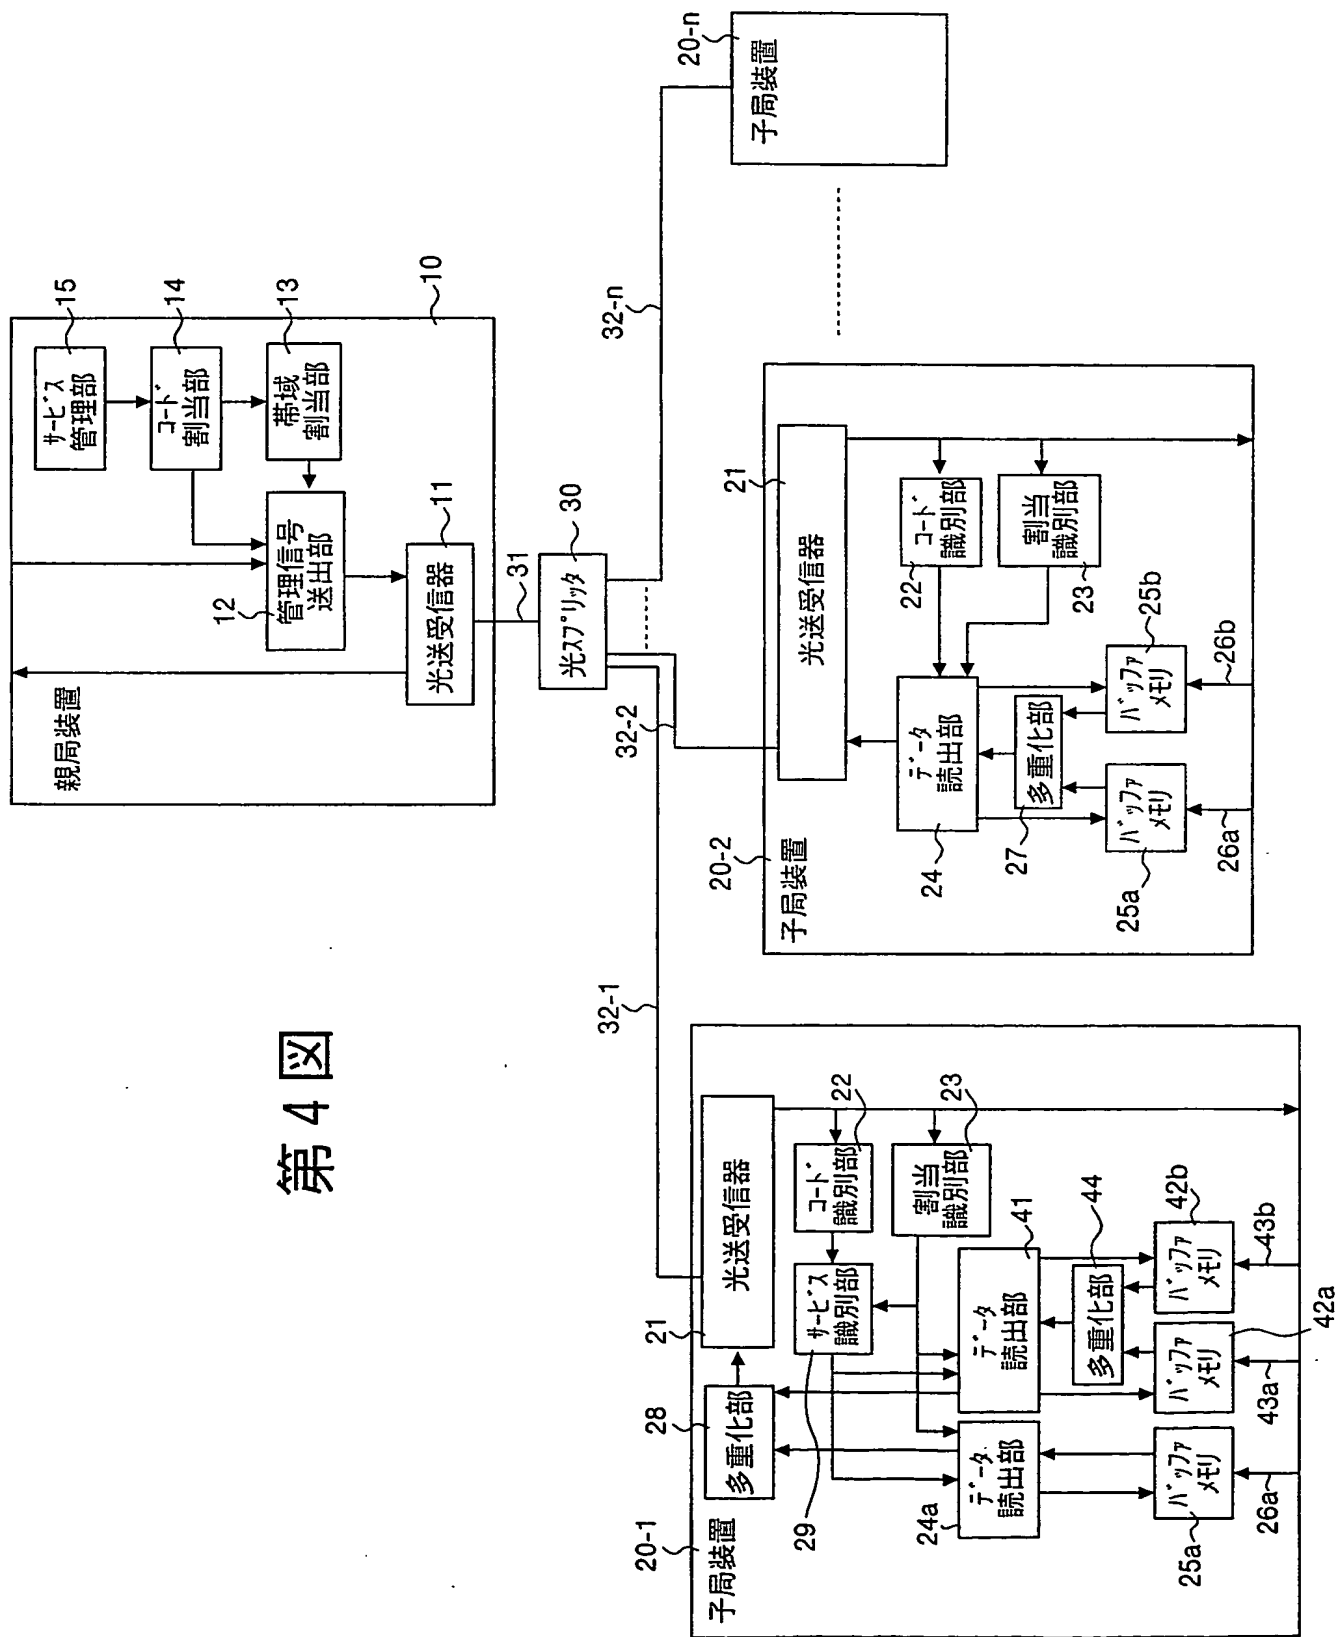 第4図
親局装置
10
サービス
管理部
15
コード
割当部
14
帯域
割当部
13
管理信号
送出部
12
光送受信器
11
31
光スプリッタ
30
32-1
32-2
32-n
子局装置
20-1
光送受信器
21
多重化部
28
コード
識別部
22
割当
識別部
23
サービス
識別部
29
データ
読出部
24a
データ
読出部
41
多重化部
44
バッファ
メモリ
25a
バッファ
メモリ
42a
バッファ
メモリ
42b
26a
43a
43b
子局装置
20-2
光送受信器
21
コード
識別部
22
割当
識別部
23
データ
読出部
24
多重化部
27
バッファ
メモリ
25a
バッファ
メモリ
25b
26a
26b
子局装置
20-n